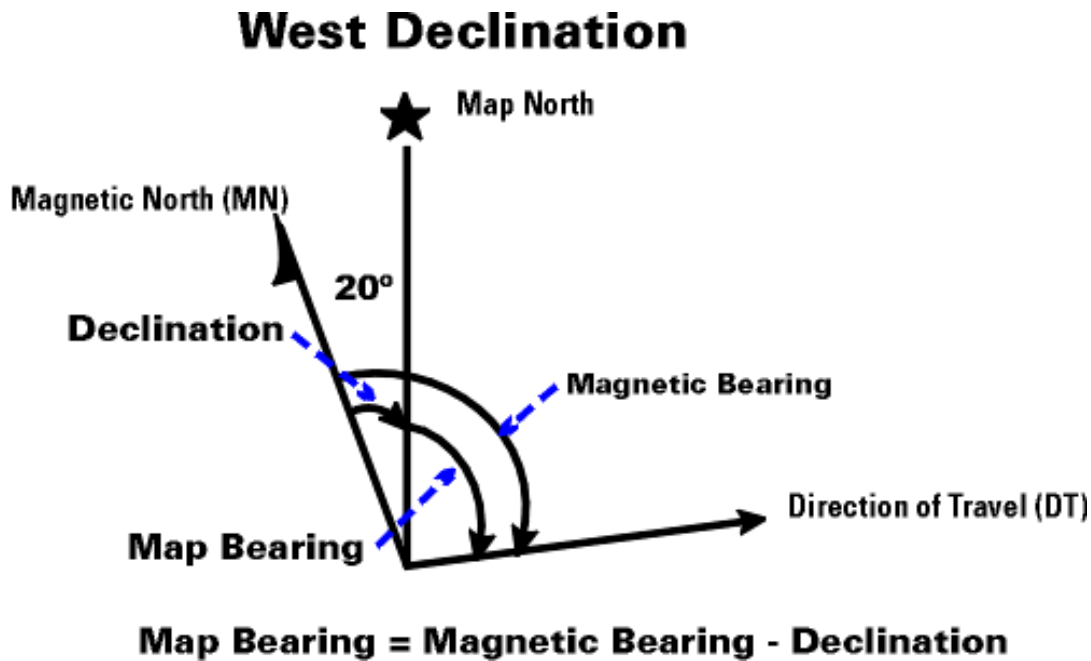 West Declination
Map North
Magnetic North (MN)
20º
Declination
Magnetic Bearing
Direction of Travel (DT)
Map Bearing
Map Bearing = Magnetic Bearing - Declination